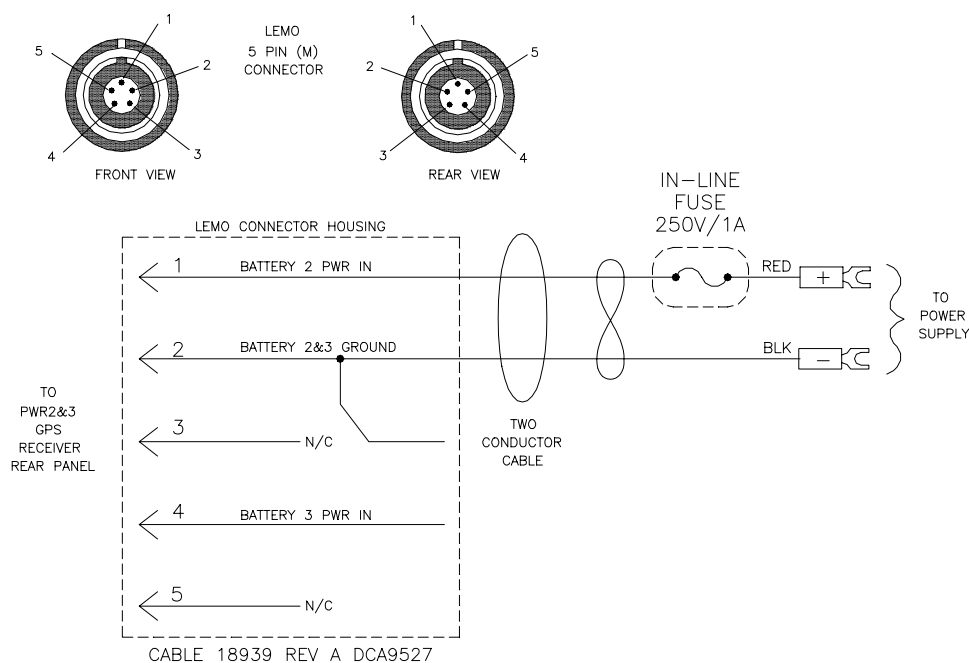 1
5
2
4
3
FRONT VIEW
LEMO
5 PIN (M)
CONNECTOR
1
5
2
3
4
REAR VIEW
IN-LINE
FUSE
250V/1A
LEMO CONNECTOR HOUSING
1 BATTERY 2 PWR IN
RED
+
2 BATTERY 2&3 GROUND
BLK
-
TO
POWER
SUPPLY
TO
PWR2&3
GPS
RECEIVER
REAR PANEL
3 N/C
TWO
CONDUCTOR
CABLE
4 BATTERY 3 PWR IN
5 N/C
CABLE 18939 REV A DCA9527